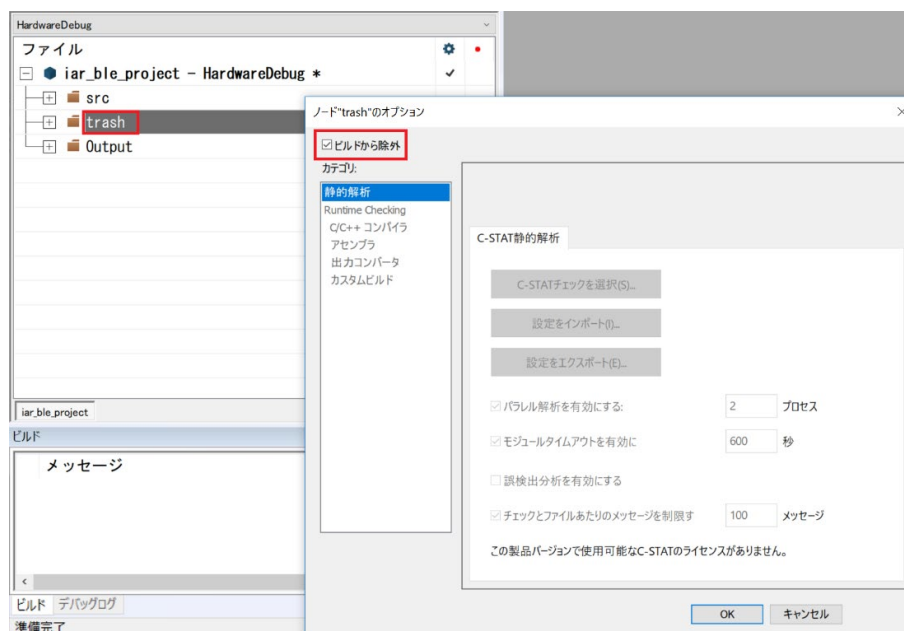 HardwareDebug
ファイル
iar_ble_project - HardwareDebug *
src
trash
Output
iar_ble_project
ビルド
メッセージ
ビルド デバッグログ
準備完了
ノード"trash"のオプション
ビルドから除外
カテゴリ:
静的解析
Runtime Checking
C/C++ コンパイラ
アセンブラ
出力コンバータ
カスタムビルド
C-STAT静的解析
C-STATチェックを選択(S)...
設定をインポート(I)...
設定をエクスポート(E)...
パラレル解析を有効にする: 2 プロセス
モジュールタイムアウトを有効に 600 秒
誤検出分析を有効にする
チェックとファイルあたりのメッセージを制限す 100 メッセージ
この製品バージョンで使用可能なC-STATのライセンスがありません。
OK キャンセル